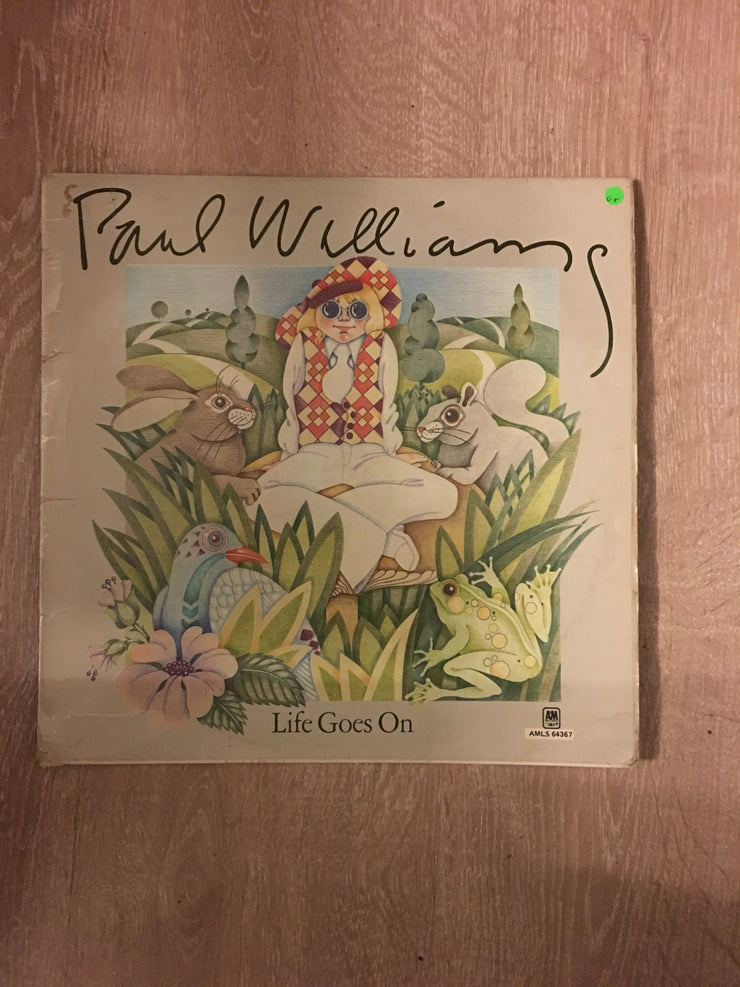 Paul Williams
Life Goes On
A&M
AMLS 64367